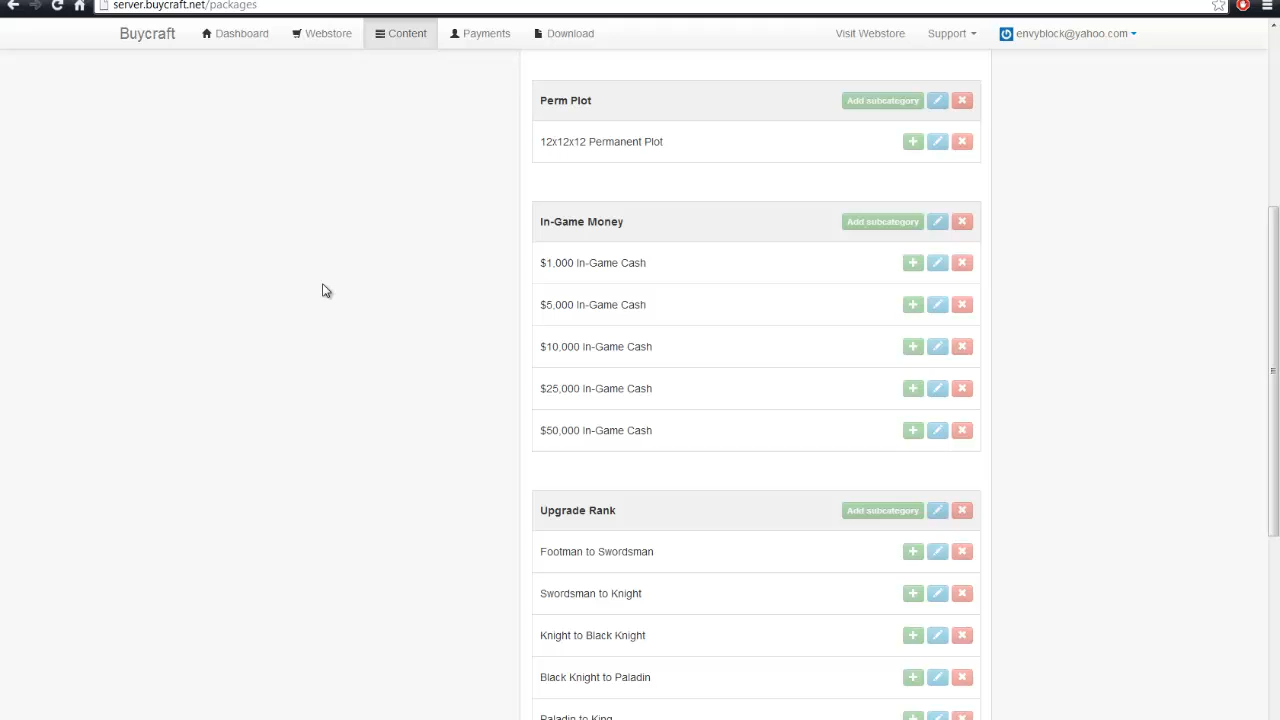 server.buycraft.net/packages
Buycraft Dashboard Webstore Content Payments Download Visit Webstore Support envyblock@yahoo.com
Perm Plot Add subcategory
12x12x12 Permanent Plot
In-Game Money Add subcategory
$1,000 In-Game Cash
$5,000 In-Game Cash
$10,000 In-Game Cash
$25,000 In-Game Cash
$50,000 In-Game Cash
Upgrade Rank Add subcategory
Footman to Swordsman
Swordsman to Knight
Knight to Black Knight
Black Knight to Paladin
Paladin to King